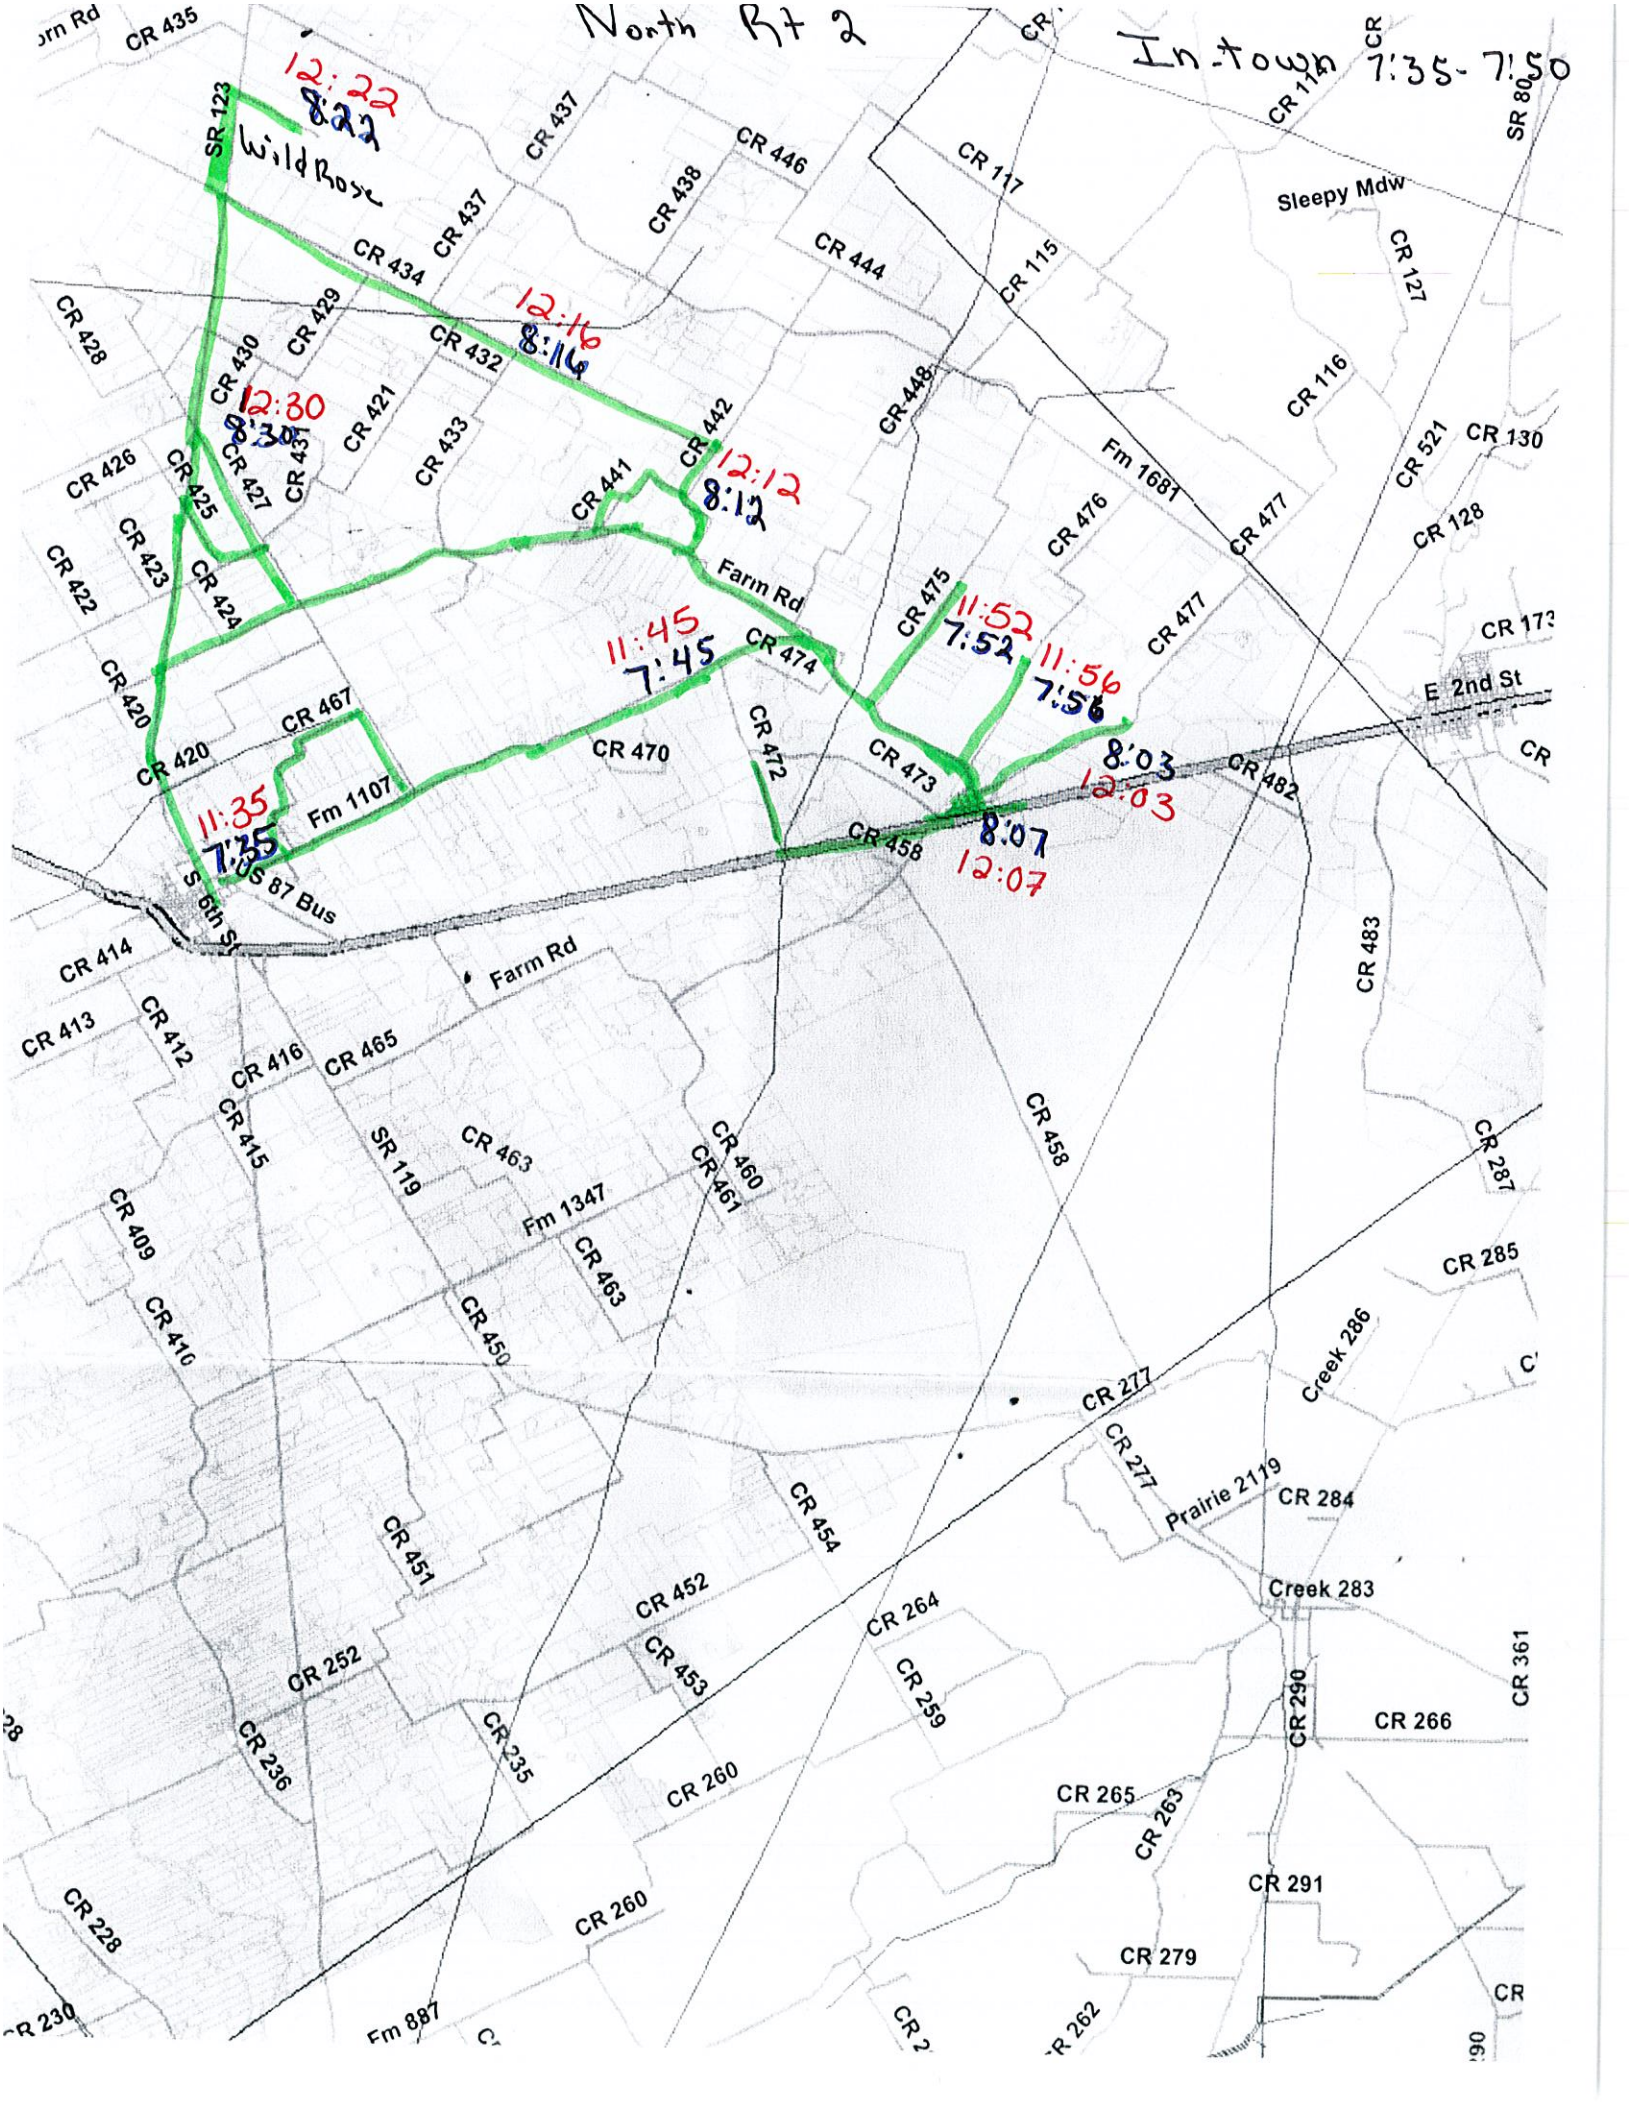 North Rt 2
In-town 7:35-7:50
CR 435
CR
CR
SR 123
12:22
8:22
Wild Rose
CR 437
CR 446
CR 438
CR 117
CR 114
SR 80
Sleepy Mdw
CR 127
CR 437
CR 434
CR 444
CR 115
CR 428
CR 429
CR 430
12:16
8:16
CR 432
CR 448
CR 116
12:30
8:30
CR 421
CR 433
CR 442
CR 431
CR 426
CR 425
CR 427
CR 441
12:12
8:12
Fm 1681
CR 521
CR 130
CR 476
CR 477
CR 128
CR 422
CR 423
CR 424
Farm Rd
CR 475
11:52
7:52
CR 477
CR 173
11:45
7:45
CR 474
11:56
7:56
E 2nd St
CR 420
CR 467
CR 420
CR 470
CR 472
CR 473
8:03
12:03
CR 482
CR
11:35
7:35
Fm 1107
US 87 Bus
S 6th St
CR 458
8:07
12:07
CR 414
Farm Rd
CR 483
CR 413
CR 412
CR 416
CR 465
CR 415
SR 119
CR 463
CR 460
CR 461
CR 458
CR 287
CR 409
Fm 1347
CR 463
CR 285
CR 410
CR 450
Creek 286
CR 277
CR 277
Prairie 2119
CR 284
CR 454
CR 451
CR 452
Creek 283
CR 264
CR 252
CR 453
CR 259
CR 361
CR 290
CR 266
CR 236
CR 235
CR 260
CR 265
CR 263
CR 291
CR 228
CR 260
CR 279
CR
CR 230
Fm 887
CR 2
CR 262